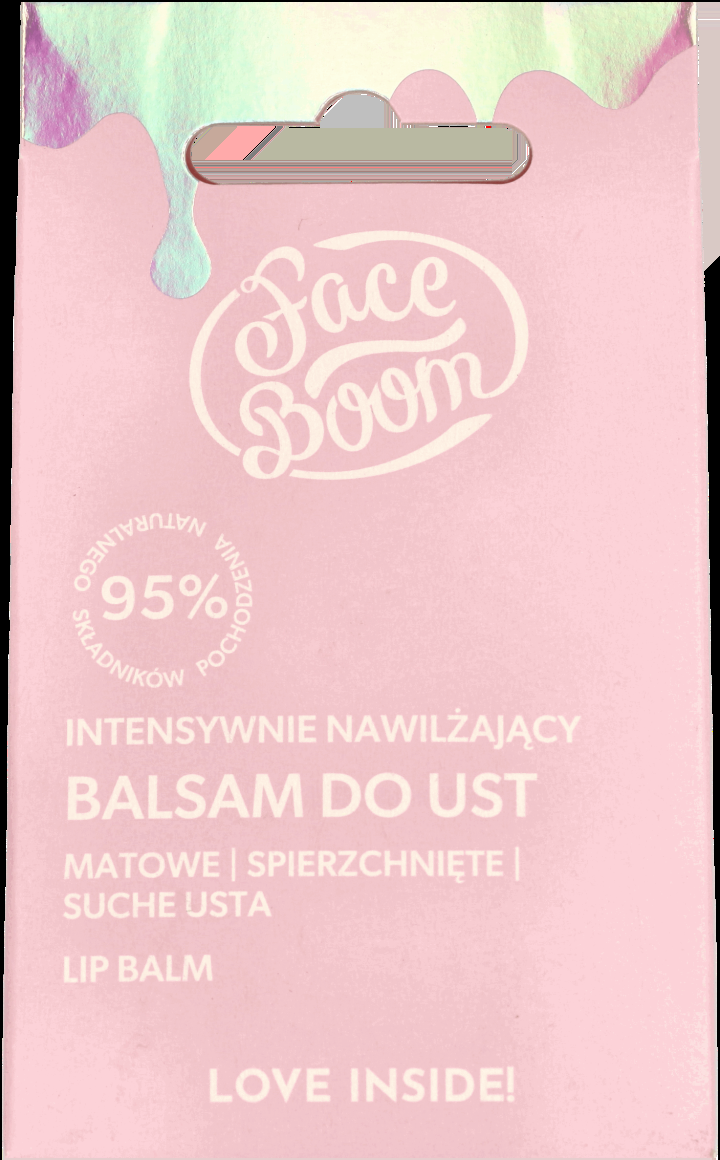 Face
Boom
95%
SKŁADNIKÓW POCHODZENIA NATURALNEGO
INTENSYWNIE NAWILŻAJĄCY
BALSAM DO UST
MATOWE | SPIERZCHNIĘTE |
SUCHE USTA
LIP BALM
LOVE INSIDE!